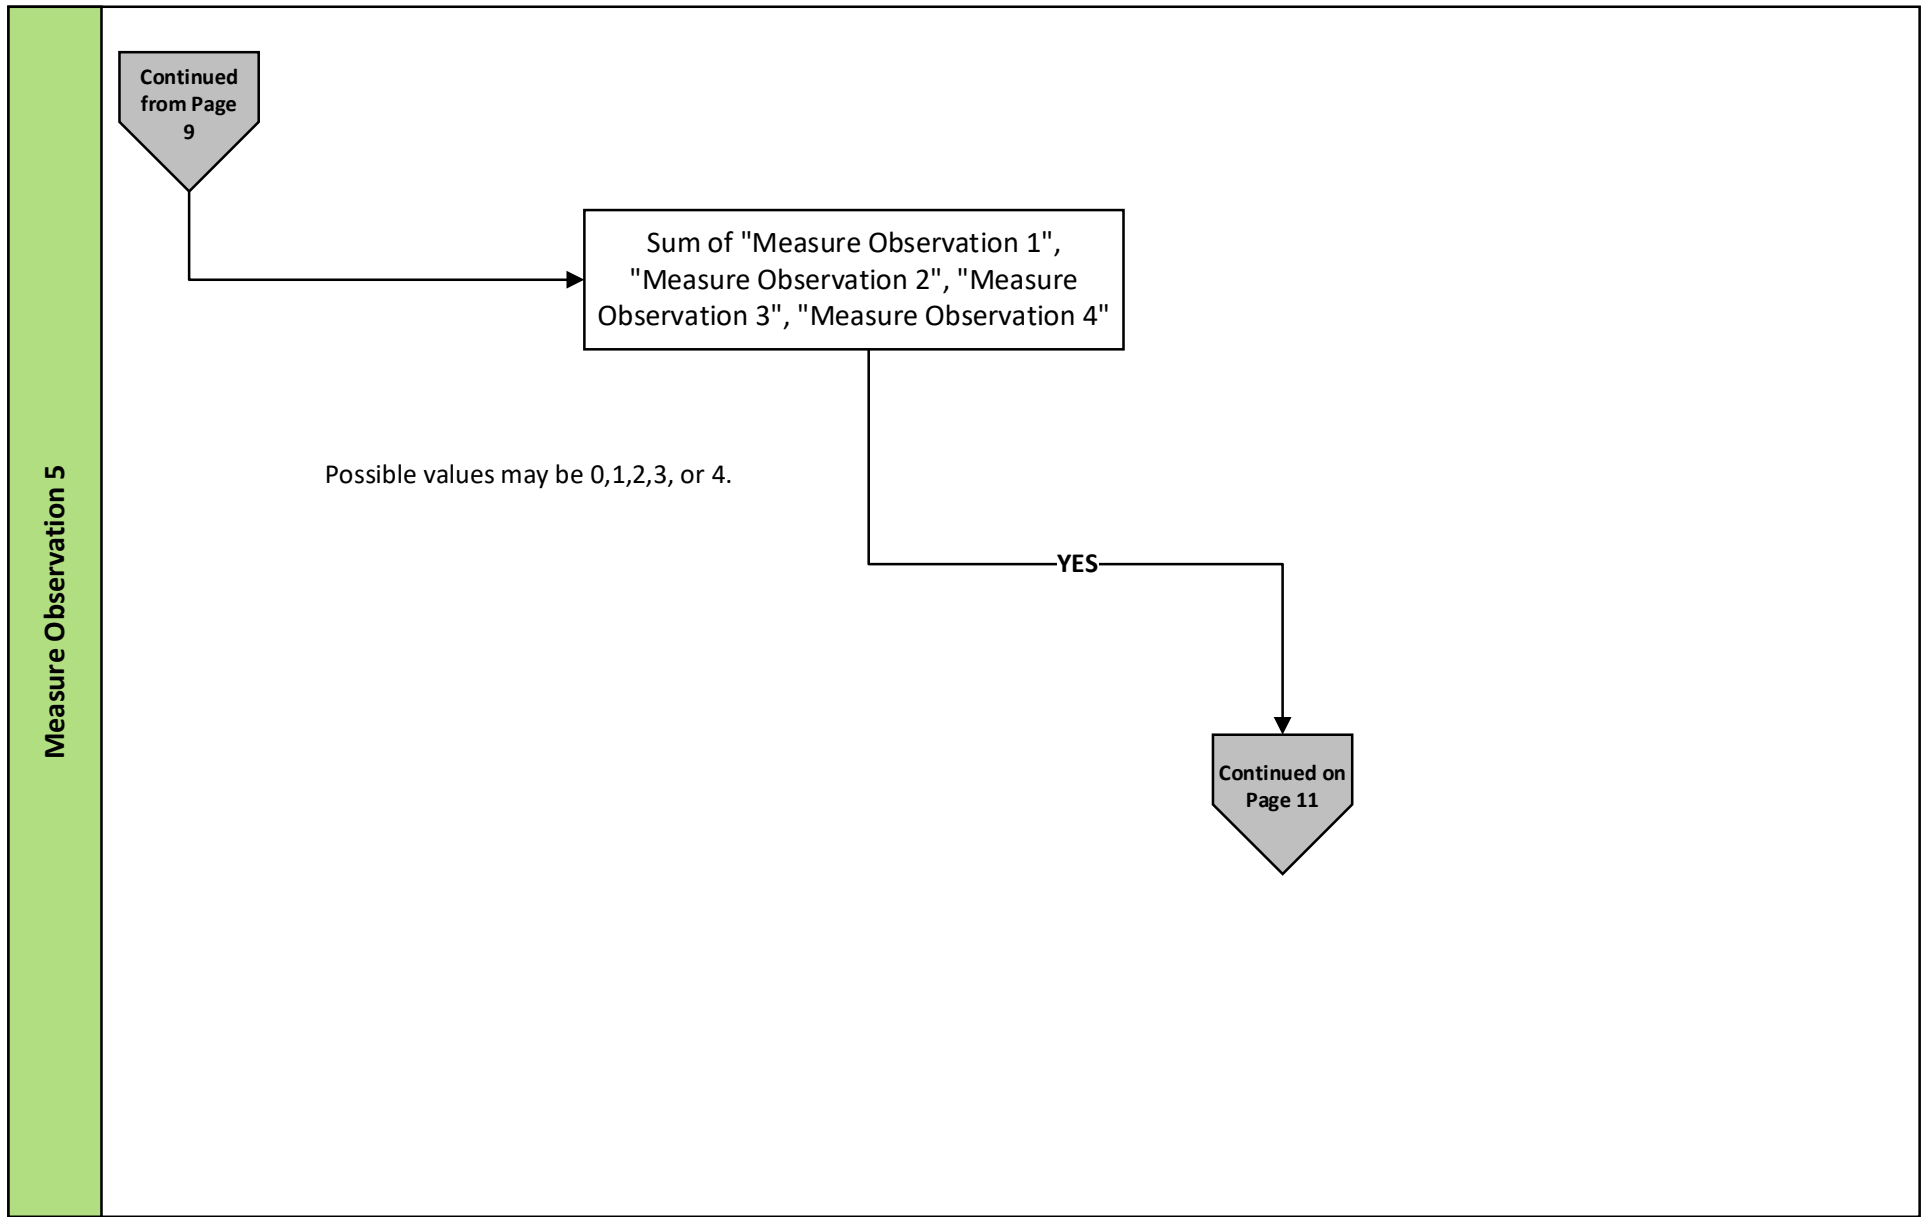 Measure Observation 5
Continued
from Page
9
Sum of "Measure Observation 1",
"Measure Observation 2", "Measure
Observation 3", "Measure Observation 4"
Possible values may be 0,1,2,3, or 4.
YES
Continued on
Page 11